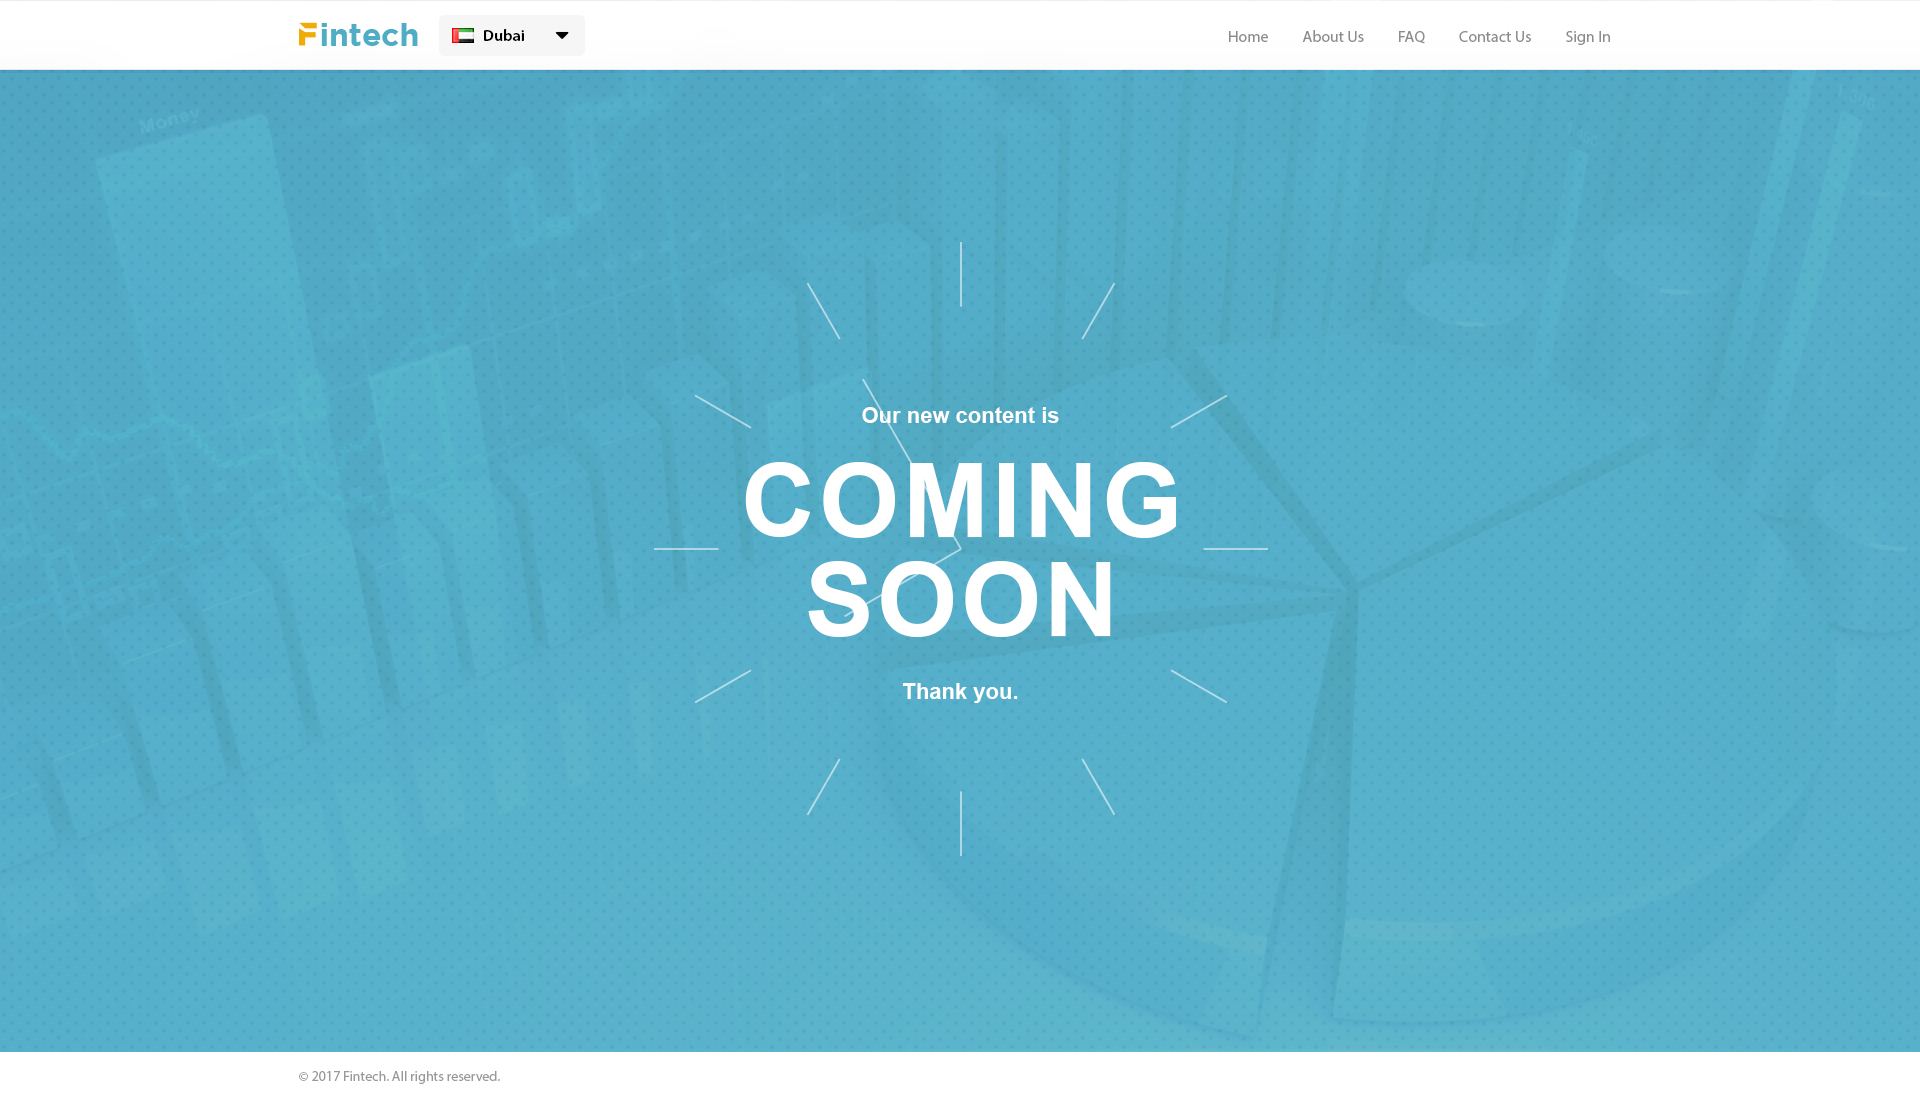 Fintech
Dubai
Home
About Us
FAQ
Contact Us
Sign In
Money
Our new content is
COMING
SOON
Thank you.
© 2017 Fintech. All rights reserved.